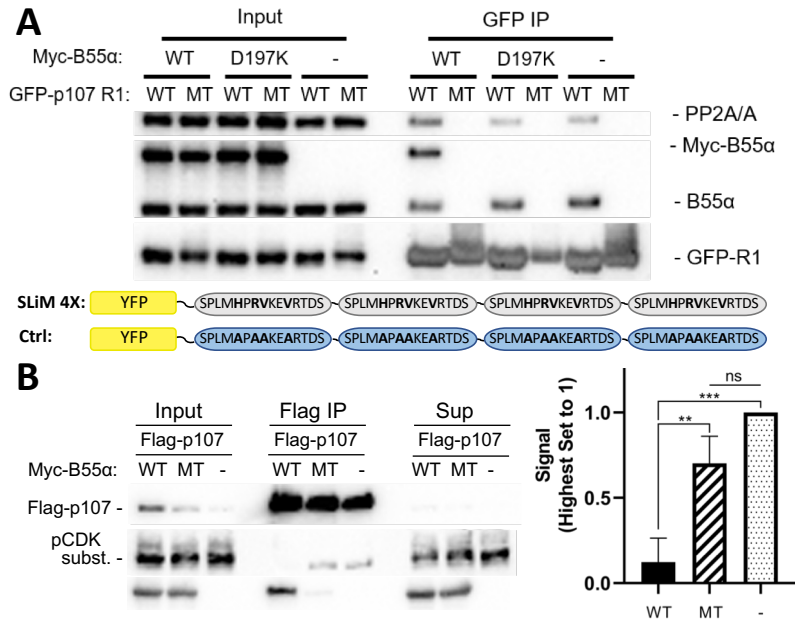 A
Input GFP IP
Myc-B55α: WT D197K - WT D197K -
GFP-p107 R1: WT MT WT MT WT MT WT MT WT MT WT MT
- PP2A/A
- Myc-B55α
- B55α
- GFP-R1
SLiM 4X: YFP SPLMHPRVKEVRTDS SPLMHPRVKEVRTDS SPLMHPRVKEVRTDS SPLMHPRVKEVRTDS
Ctrl: YFP SPLMAPAAKEARTDS SPLMAPAAKEARTDS SPLMAPAAKEARTDS SPLMAPAAKEARTDS
B
Input Flag IP Sup
Flag-p107 Flag-p107 Flag-p107
Myc-B55α: WT MT - WT MT - WT MT -
Flag-p107 -
pCDK
subst. -
Signal
(Highest Set to 1)
1.0
0.5
0.0
ns
***
**
WT MT -